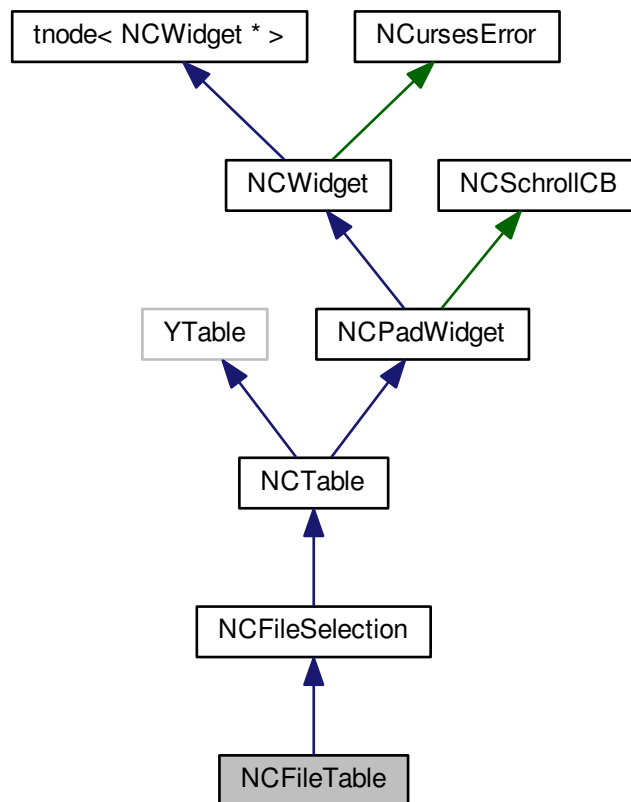 tnode< NCWidget * >
NCursesError
NCWidget
NCSchrollCB
YTable
NCPadWidget
NCTable
NCFileSelection
NCFileTable